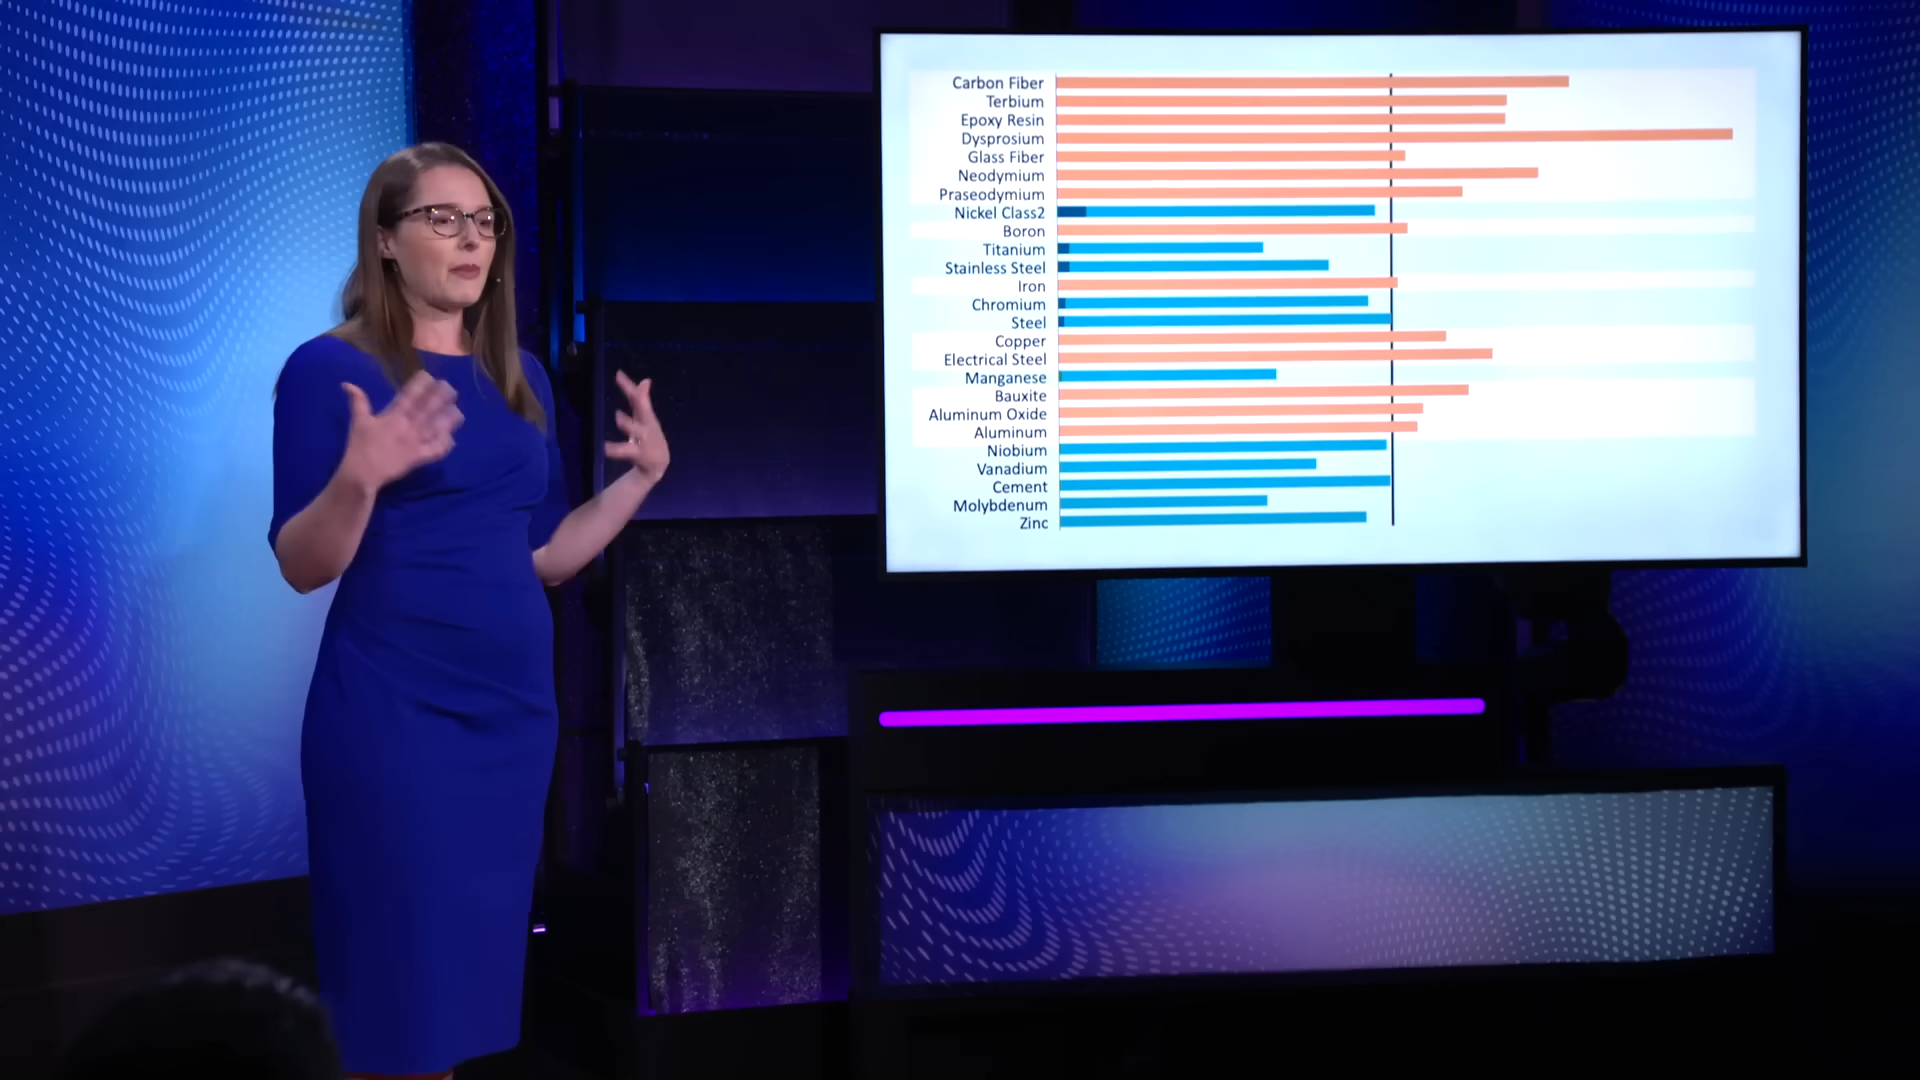 Carbon Fiber
Terbium
Epoxy Resin
Dysprosium
Glass Fiber
Neodymium
Praseodymium
Nickel Class2
Boron
Titanium
Stainless Steel
Iron
Chromium
Steel
Copper
Electrical Steel
Manganese
Bauxite
Aluminum Oxide
Aluminum
Niobium
Vanadium
Cement
Molybdenum
Zinc